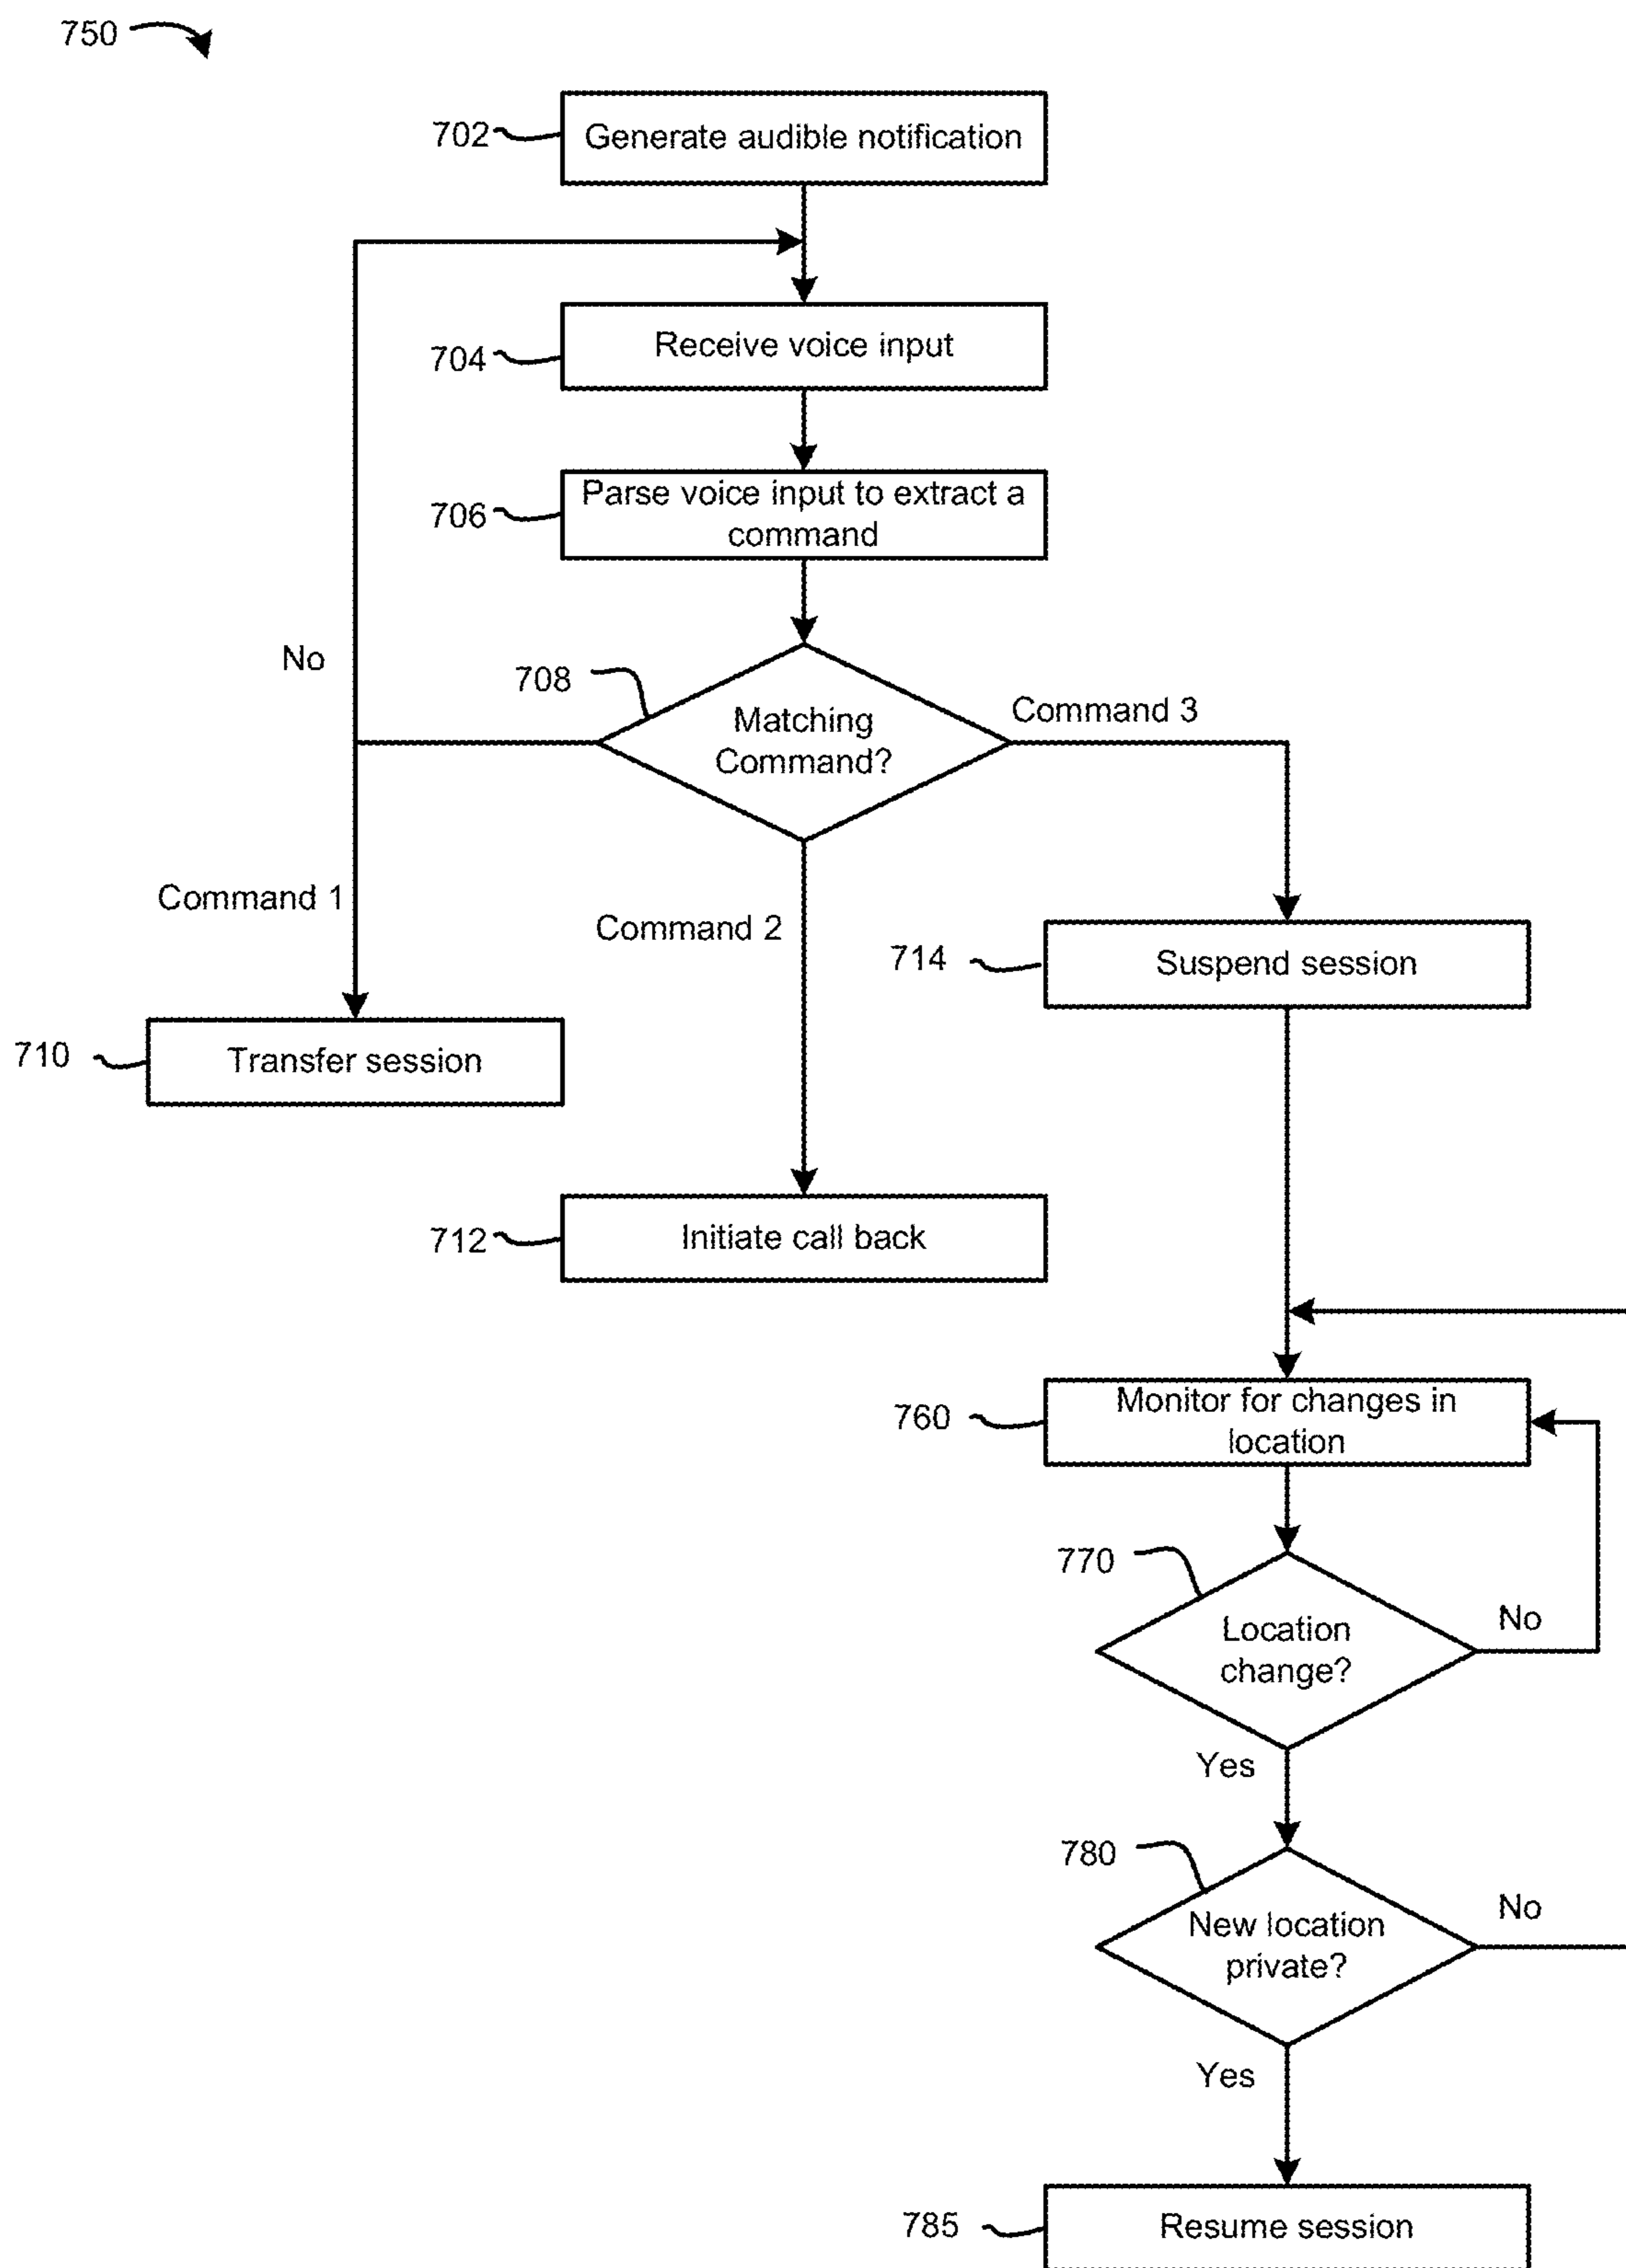 750
702
Generate audible notification
704
Receive voice input
706
Parse voice input to extract a
command
No
708
Matching
Command?
Command 3
Command 1
Command 2
714
Suspend session
710
Transfer session
712
Initiate call back
760
Monitor for changes in
location
770
Location
change?
No
Yes
780
New location
private?
No
Yes
785
Resume session